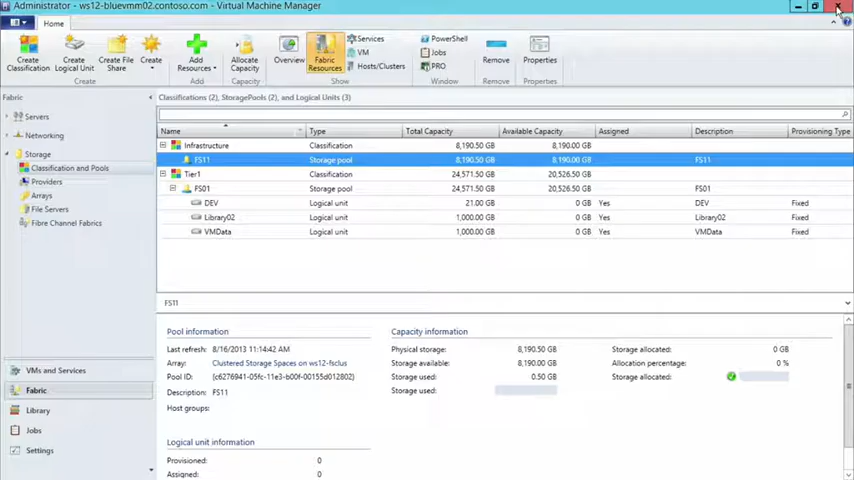 Administrator - ws12-bluevmm02.contoso.com - Virtual Machine Manager
Home
Create Classification
Create Logical Unit
Create File Share
Create
Add Resources
Allocate Capacity
Overview
Fabric Resources
Services
VM
Hosts/Clusters
PowerShell
Jobs
PRO
Remove
Properties
Create
Add
Capacity
Show
Window
Remove
Properties
Fabric
Servers
Networking
Storage
Classification and Pools
Providers
Arrays
File Servers
Fibre Channel Fabrics
VMs and Services
Fabric
Library
Jobs
Settings
Classifications (2), StoragePools (2), and Logical Units (3)
Name Type Total Capacity Available Capacity Assigned Description Provisioning Type
Infrastructure Classification 8,190.50 GB 8,190.00 GB
FS11 Storage pool 8,190.50 GB 8,190.00 GB FS11
Tier1 Classification 24,571.50 GB 20,526.50 GB
FS01 Storage pool 24,571.50 GB 20,526.50 GB FS01
DEV Logical unit 21.00 GB 0 GB Yes DEV Fixed
Library02 Logical unit 1,000.00 GB 0 GB Yes Library02 Fixed
VMData Logical unit 1,000.00 GB 0 GB Yes VMData Fixed
FS11
Pool information
Last refresh: 8/16/2013 11:14:42 AM
Array: Clustered Storage Spaces on ws12-fsclus
Pool ID: {c6276941-05fc-11e3-b00f-00155d012802}
Description: FS11
Host groups:
Capacity information
Physical storage: 8,190.50 GB
Storage available: 8,190.00 GB
Storage used: 0.50 GB
Storage used:
Storage allocated: 0 GB
Allocation percentage: 0 %
Storage allocated:
Logical unit information
Provisioned: 0
Assigned: 0